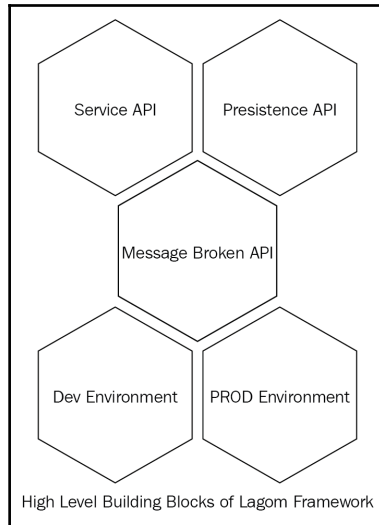 Service API
Presistence API
Message Broken API
Dev Environment
PROD Environment
High Level Building Blocks of Lagom Framework